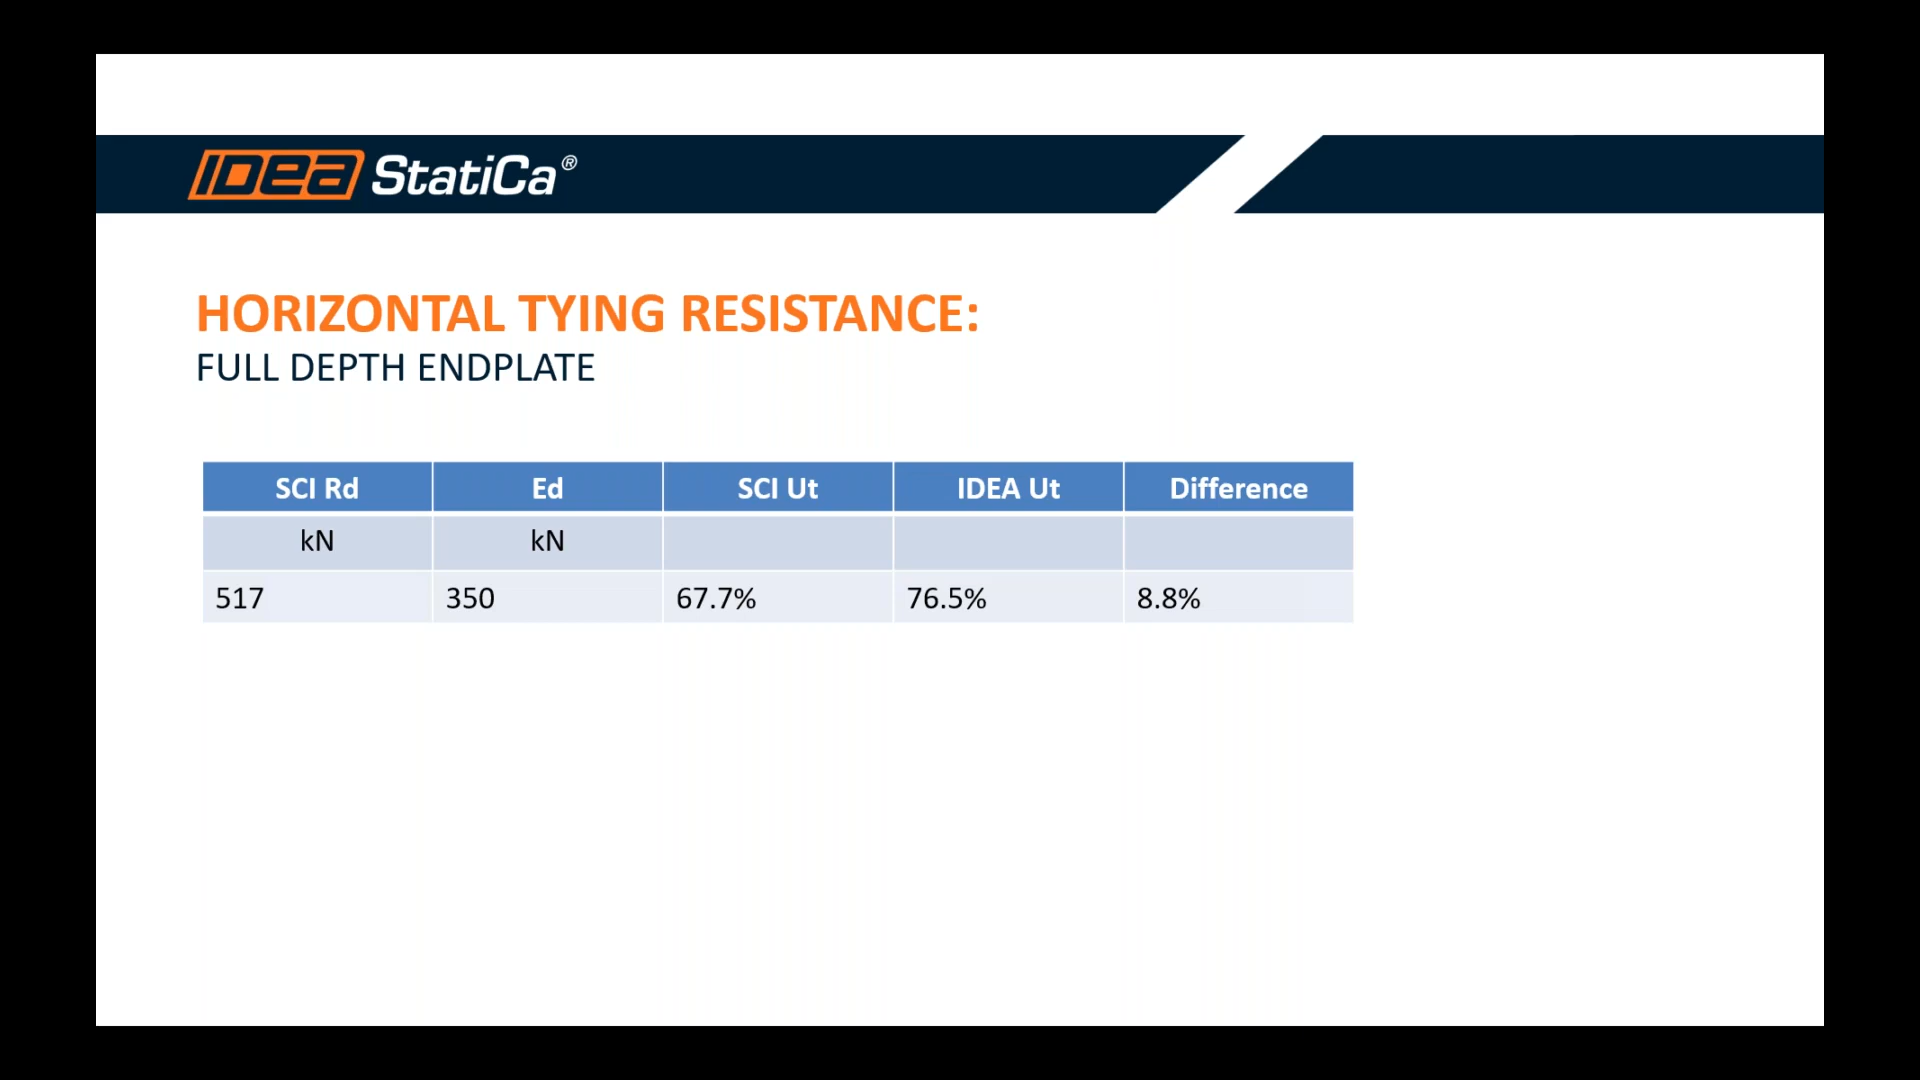 IDEA StatiCa®
HORIZONTAL TYING RESISTANCE:
FULL DEPTH ENDPLATE
SCI Rd Ed SCI Ut IDEA Ut Difference
kN kN
517 350 67.7% 76.5% 8.8%